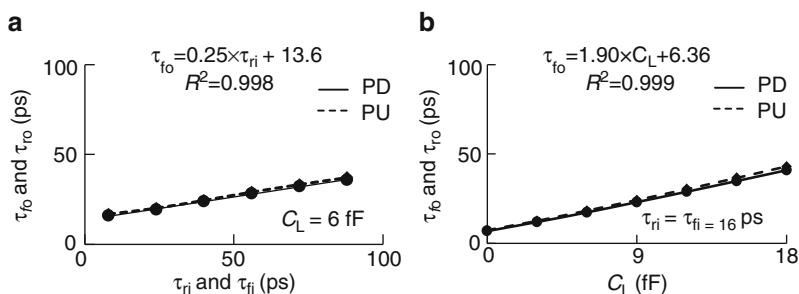 a
τfo=0.25×τri + 13.6
R²=0.998
PD
PU
100
50
0
τfo and τro (ps)
CL = 6 fF
0
50
100
τri and τfi (ps)
b
τfo=1.90×CL+6.36
R²=0.999
PD
PU
100
50
0
τfo and τro (ps)
τri = τfi = 16 ps
0
9
18
CL (fF)